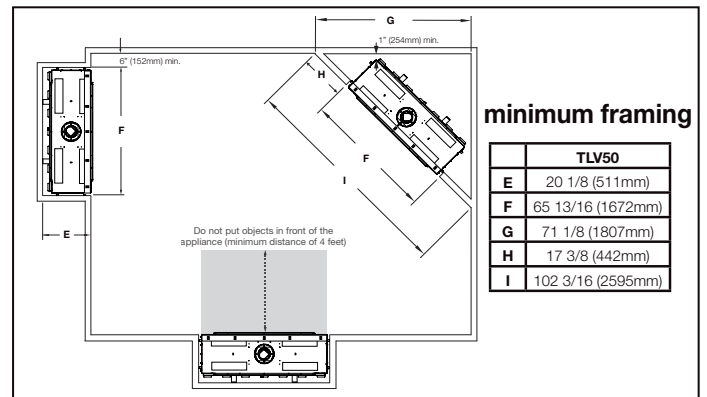 G
1" (254mm) min.
6" (152mm) min.
H
F
F
I
E
Do not put objects in front of the
appliance (minimum distance of 4 feet)
minimum framing
TLV50
E 20 1/8 (511mm)
F 65 13/16 (1672mm)
G 71 1/8 (1807mm)
H 17 3/8 (442mm)
I 102 3/16 (2595mm)